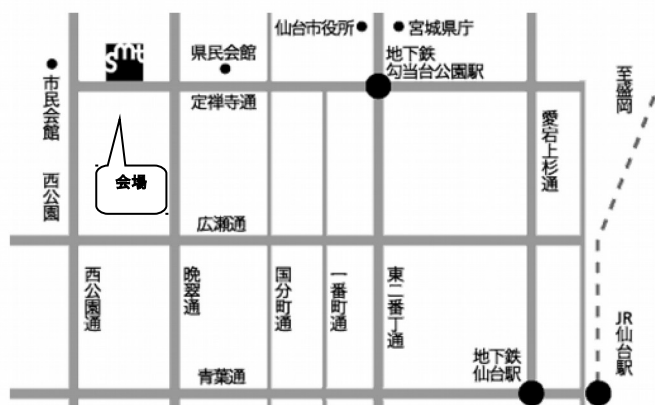 仙台市役所
宮城県庁
smt
県民会館
地下鉄
勾当台公園駅
至盛岡
市民会館
定禅寺通
愛宕上杉通
西公園
会場
広瀬通
西公園通
晩翠通
国分町通
一番町通
東二番丁通
JR仙台駅
地下鉄
仙台駅
青葉通